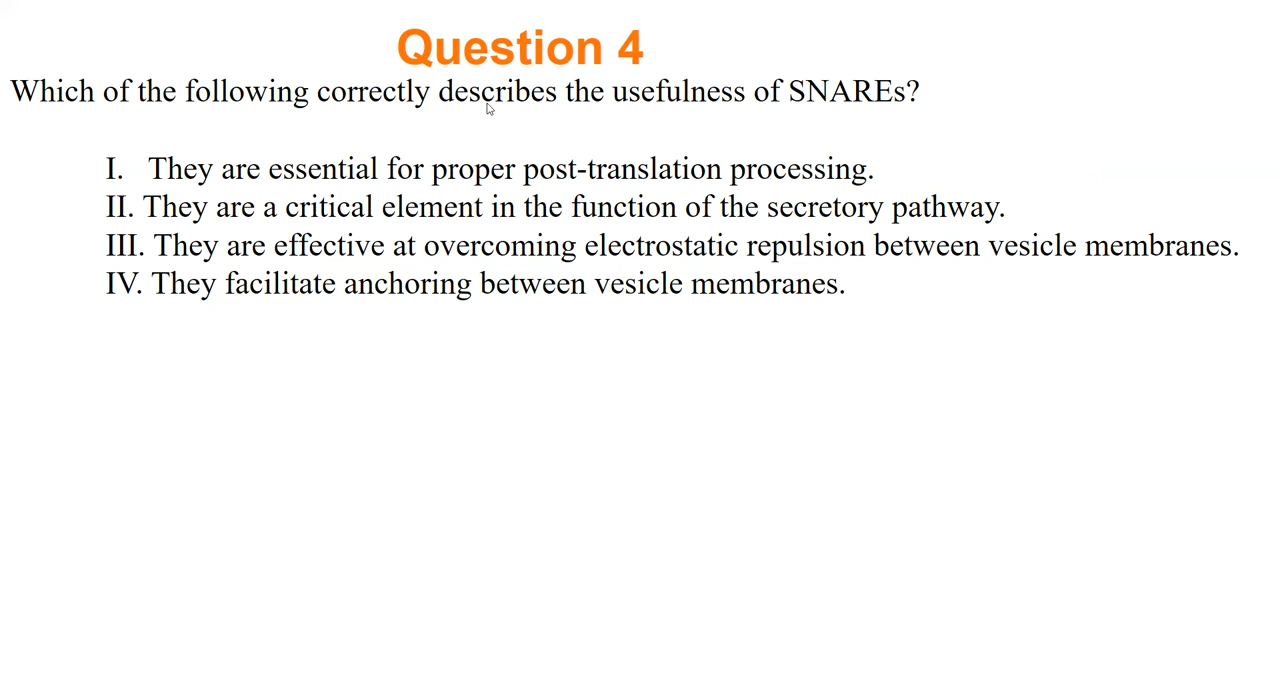 Question 4
Which of the following correctly describes the usefulness of SNAREs?
I. They are essential for proper post-translation processing.
II. They are a critical element in the function of the secretory pathway.
III. They are effective at overcoming electrostatic repulsion between vesicle membranes.
IV. They facilitate anchoring between vesicle membranes.